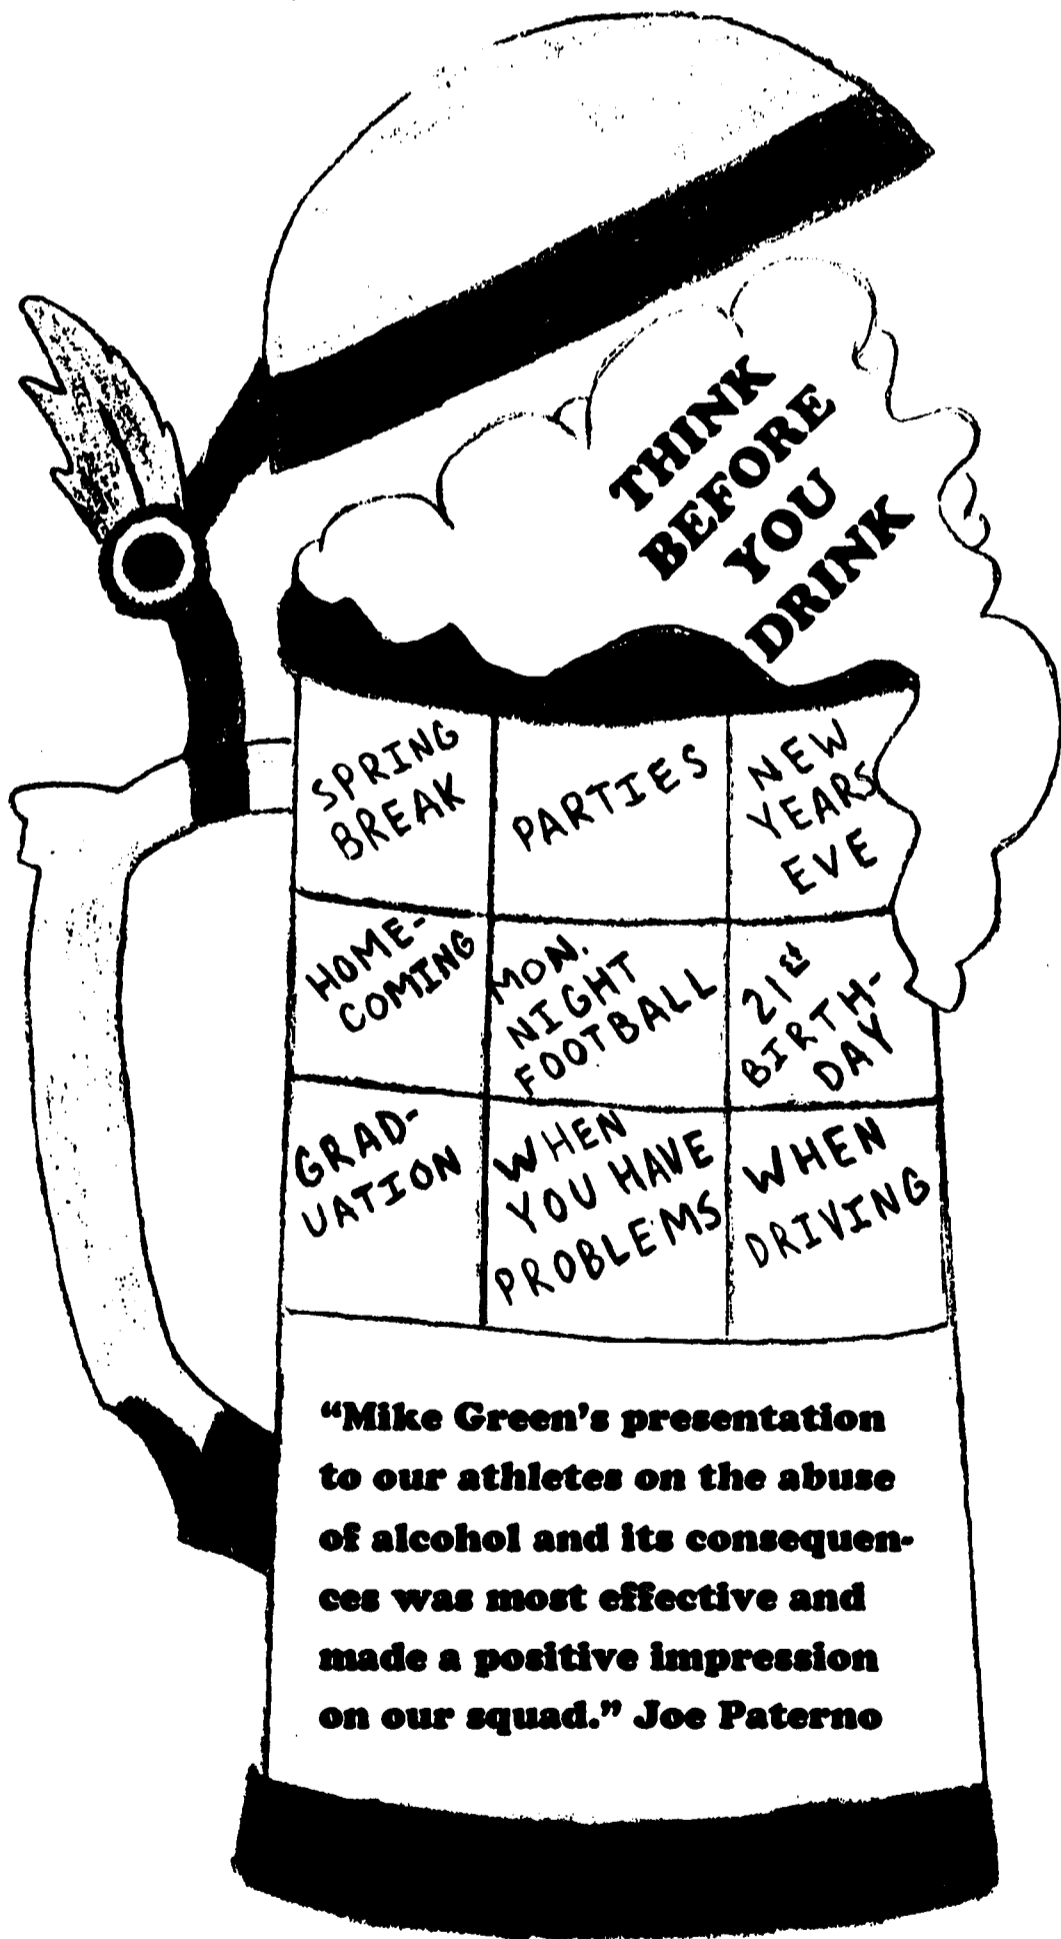 THINK
BEFORE
YOU
DRINK
SPRING
BREAK
PARTIES
NEW
YEARS
EVE
HOME-
COMING
MON.
NIGHT
FOOTBALL
21st
BIRTH-
DAY
GRAD-
UATION
WHEN
YOU HAVE
PROBLEMS
WHEN
DRIVING
“Mike Green’s presentation
to our athletes on the abuse
of alcohol and its consequen-
ces was most effective and
made a positive impression
on our squad.” Joe Paterno